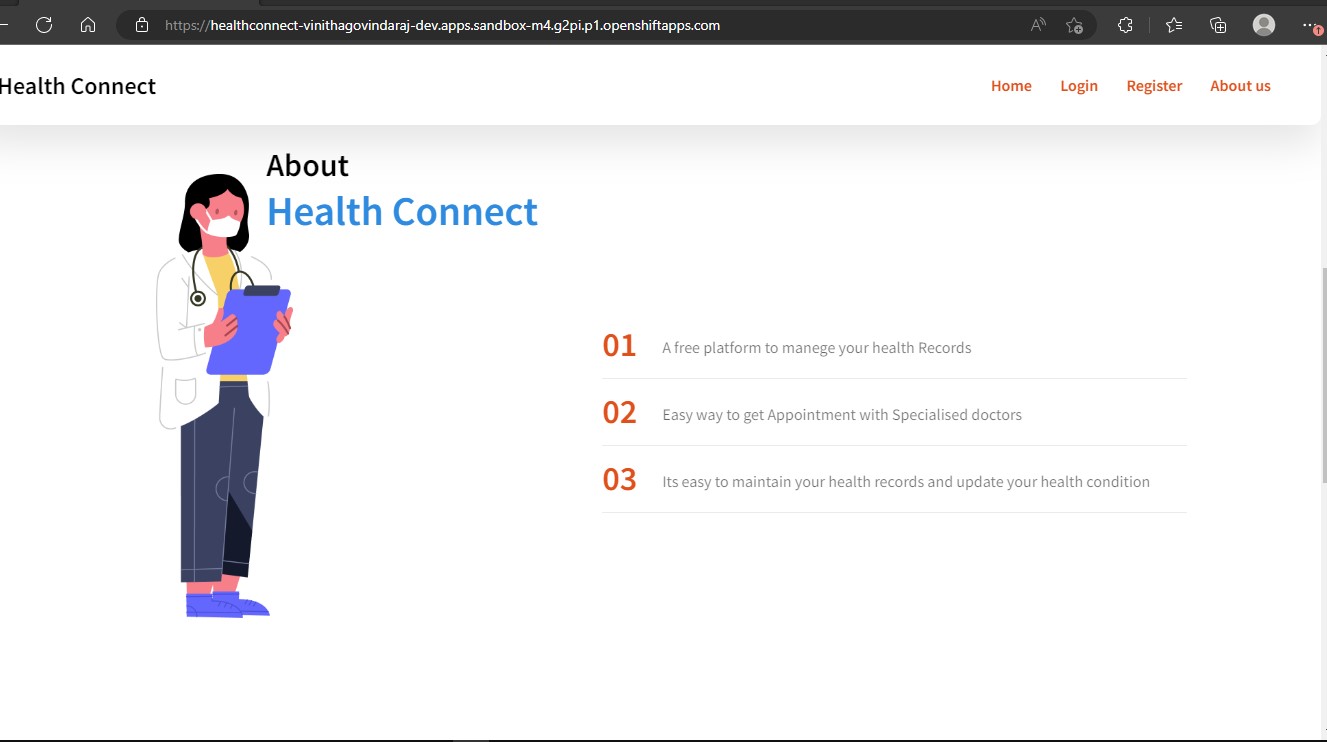 https://healthconnect-vinithagovindaraj-dev.apps.sandbox-m4.g2pi.p1.openshiftapps.com
Health Connect
Home Login Register About us
About
Health Connect
01 A free platform to manege your health Records
02 Easy way to get Appointment with Specialised doctors
03 Its easy to maintain your health records and update your health condition